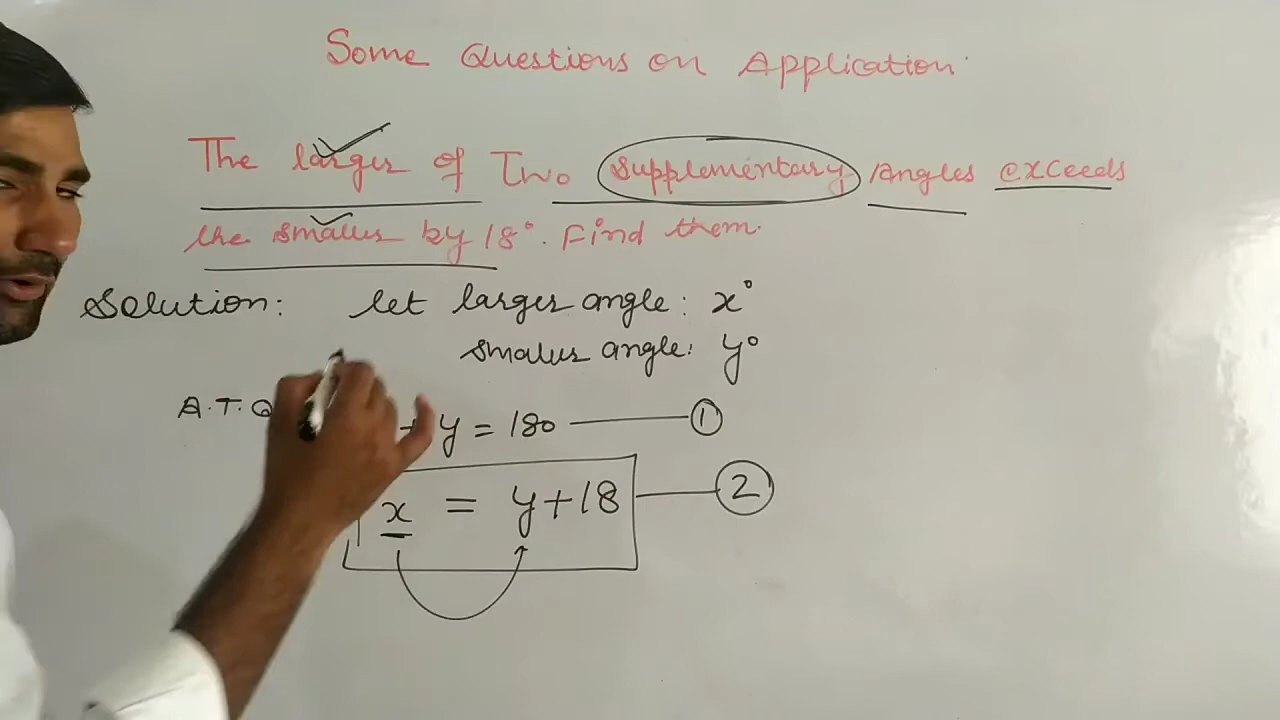 Some Questions on Application.
The larger of Two Supplementary Angles exceeds
the smaller by 18°. Find them.
Solution: let larger angle: x°
smaller angle: y°
A.T.Q
+ y = 180 ① 
x = y+18 ②